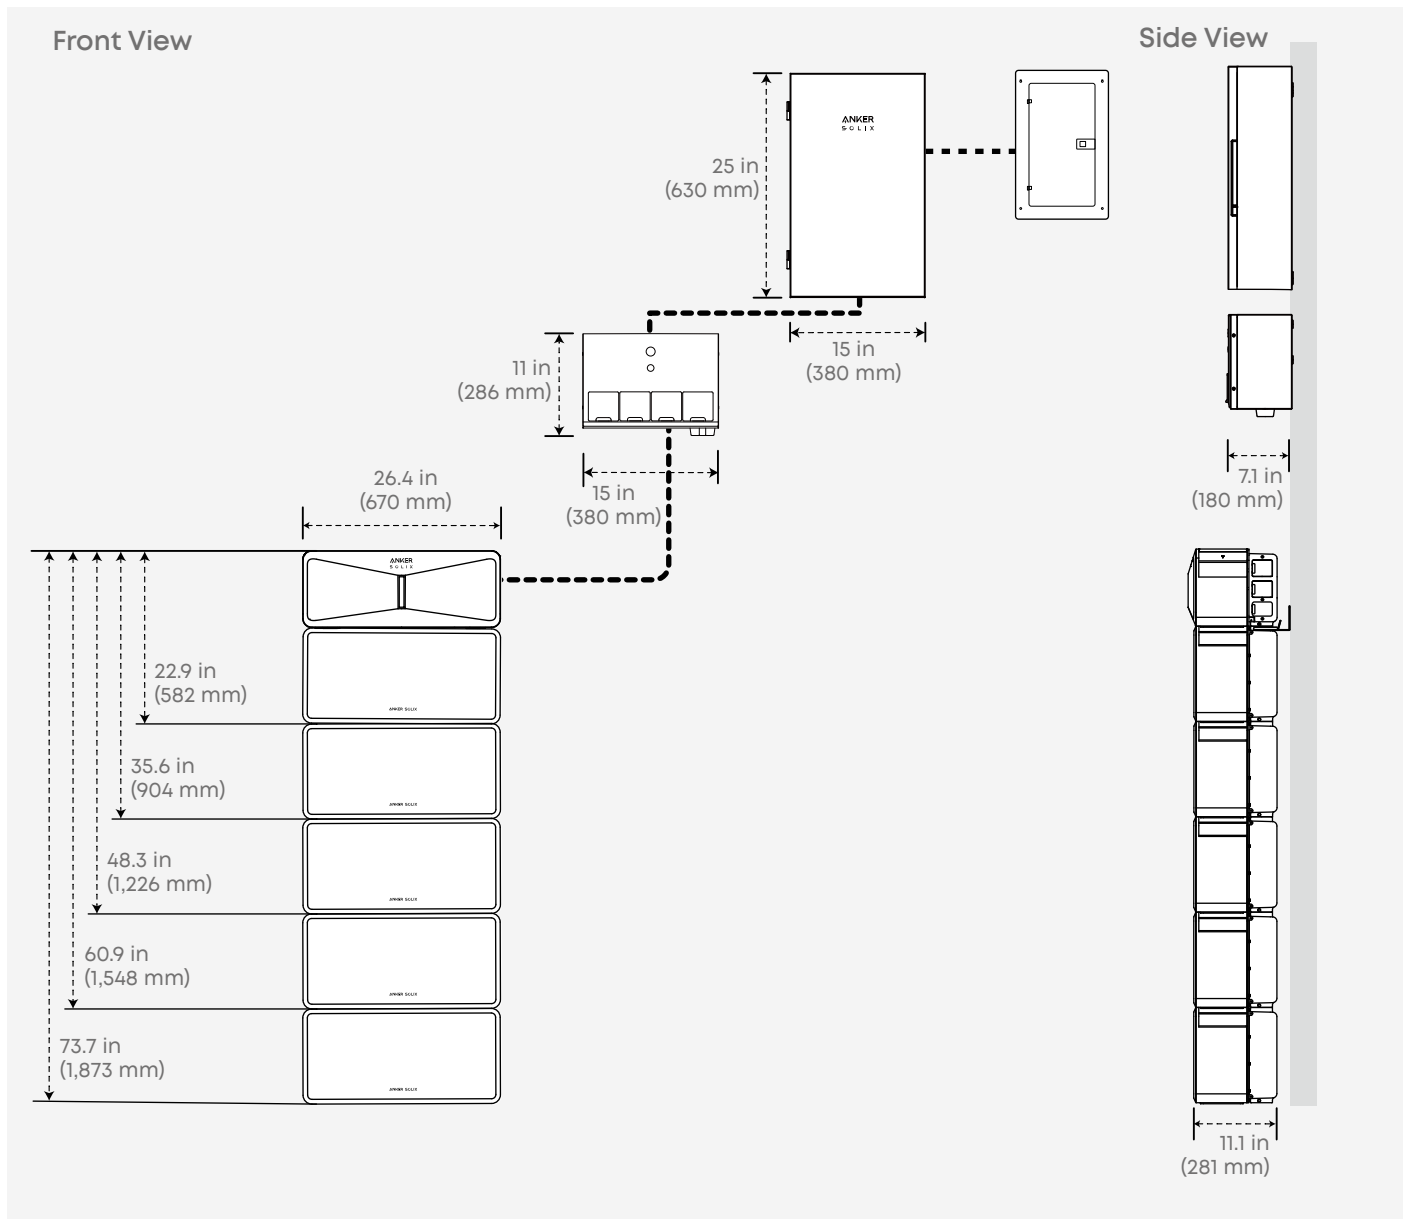 Front View
Side View
ANKER
SOLIX
25 in
(630 mm)
15 in
(380 mm)
11 in
(286 mm)
15 in
(380 mm)
7.1 in
(180 mm)
26.4 in
(670 mm)
ANKER
SOLIX
22.9 in
(582 mm)
ANKER SOLIX
35.6 in
(904 mm)
ANKER SOLIX
48.3 in
(1,226 mm)
ANKER SOLIX
60.9 in
(1,548 mm)
ANKER SOLIX
73.7 in
(1,873 mm)
ANKER SOLIX
11.1 in
(281 mm)